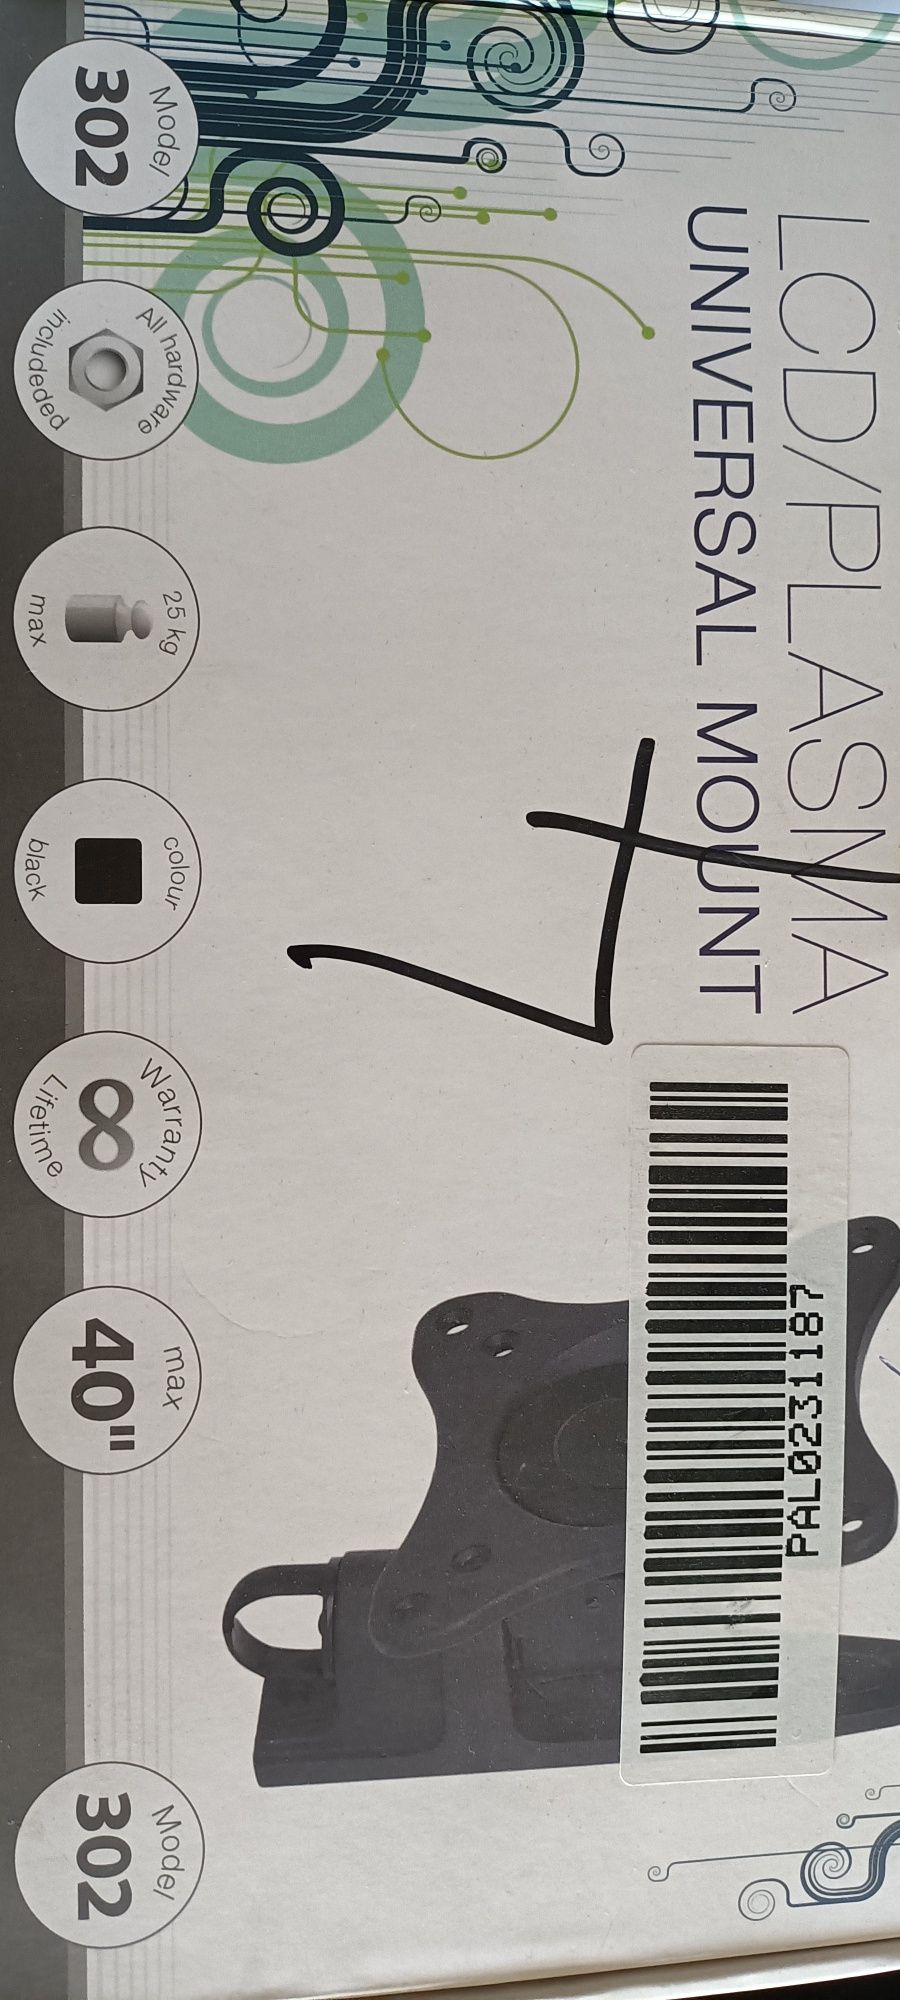 LCD/PLASMA
UNIVERSAL MOUNT
4
PAL0231187
Model
302
All hardware
includeded
25 kg
max
colour
black
Warranty
Lifetime
max
40"
Model
302